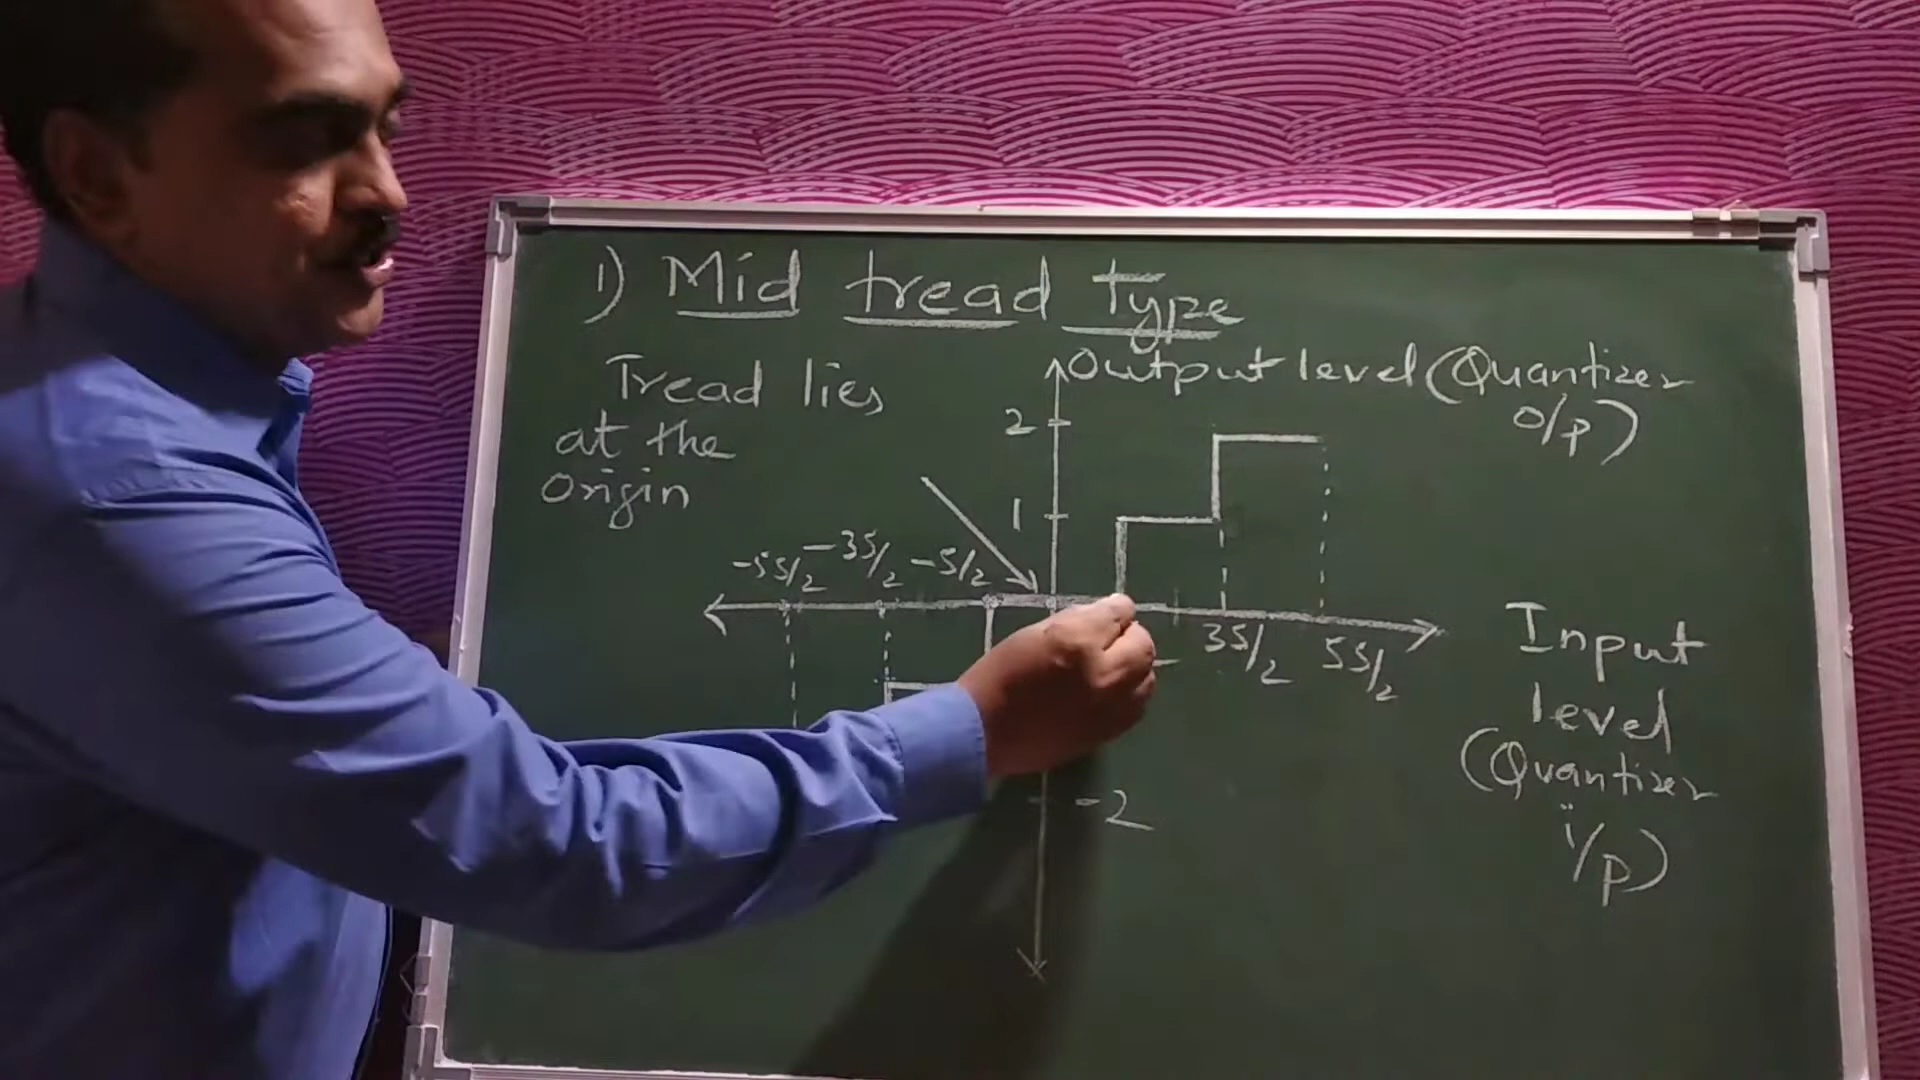 1) Mid tread Type
Tread lies
at the
origin
Output level (Quantizer
o/p)
2
1
-5S/2 -3S/2 -S/2
3S/2 5S/2
-2
Input
level
(Quantizer
i/p)